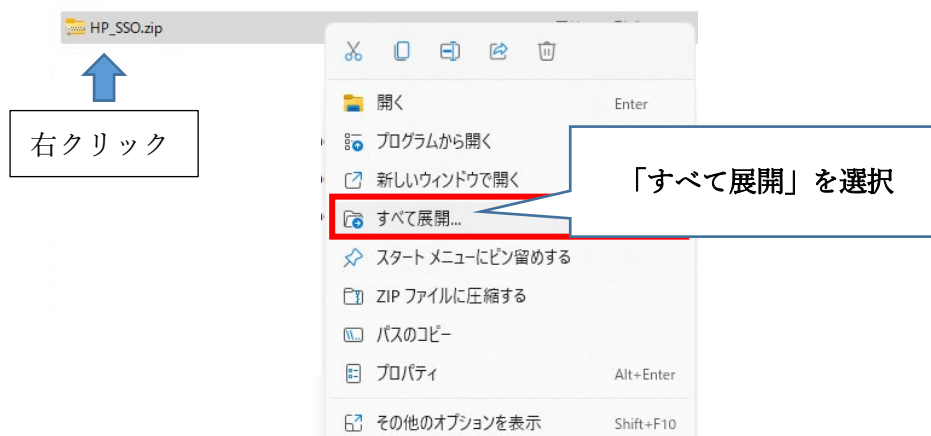 HP_SSO.zip
右クリック
開く Enter
プログラムから開く
新しいウィンドウで開く
すべて展開...
「すべて展開」を選択
スタート メニューにピン留めする
ZIP ファイルに圧縮する
パスのコピー
プロパティ Alt+Enter
その他のオプションを表示 Shift+F10